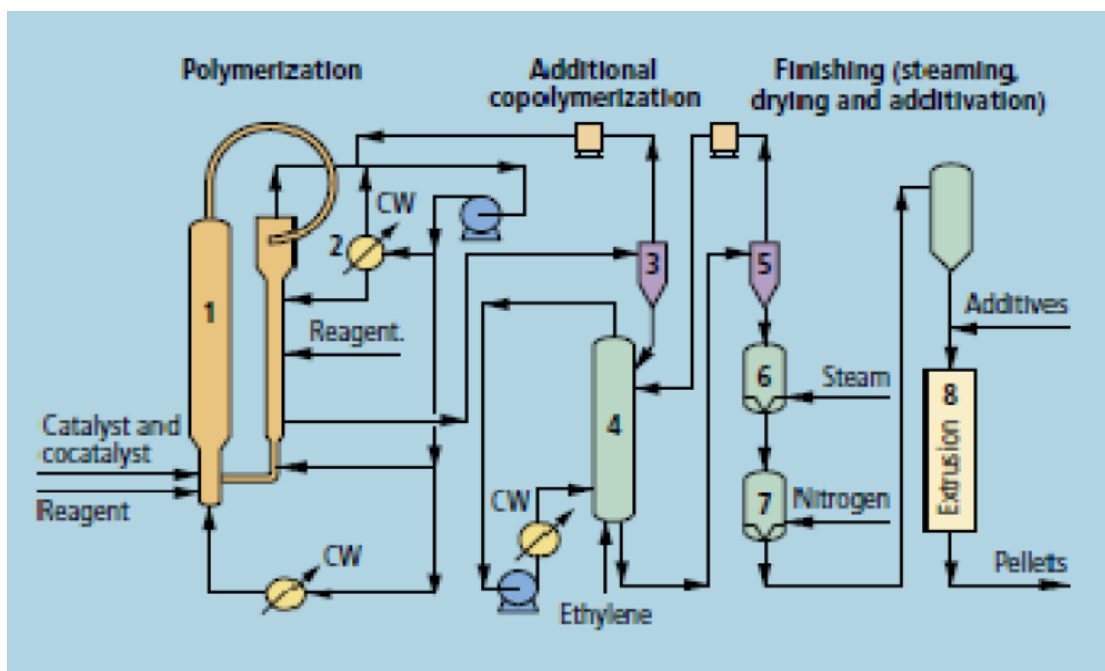 Polymerization
Additional
copolymerization
Finishing (steaming,
drying and additivation)
CW
2
3
5
1
Reagent.
Additives
6
Steam
8
Extrusion
4
Catalyst and
cocatalyst
Reagent
CW
7
Nitrogen
CW
Ethylene
Pellets